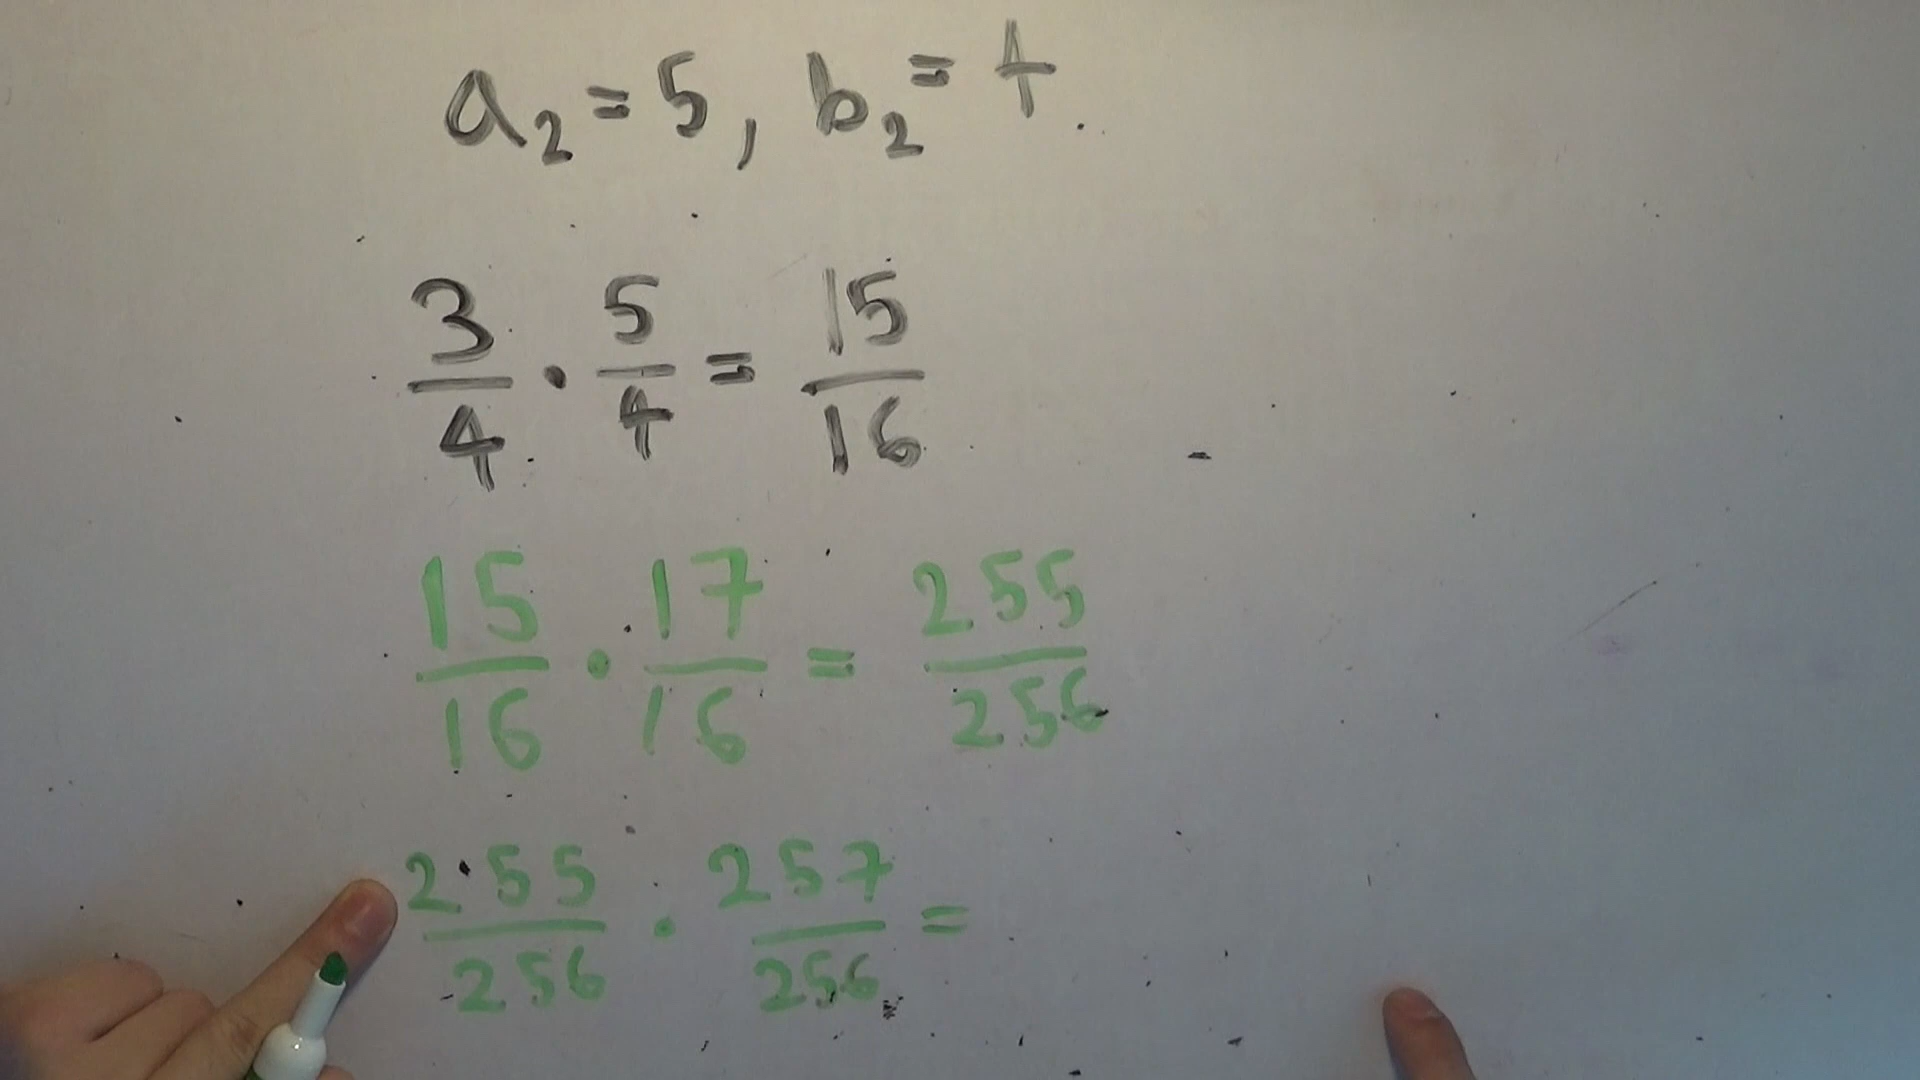 a₂ = 5, b₂ = 4.
3/4 · 5/4 = 15/16
15/16 · 17/16 = 255/256
255/256 · 257/256 =